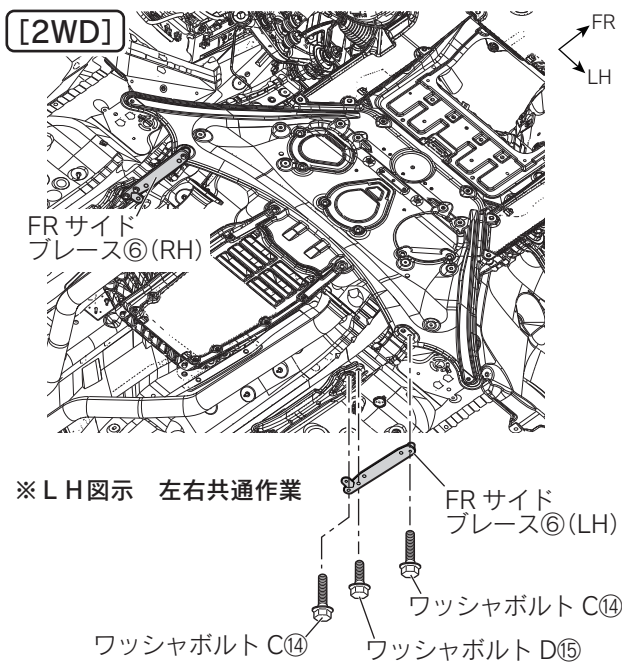 [2WD]
FR
LH
FR サイド
ブレース⑥(RH)
※ＬＨ図示　左右共通作業
FR サイド
ブレース⑥(LH)
ワッシャボルト C⑭
ワッシャボルト C⑭
ワッシャボルト D⑮